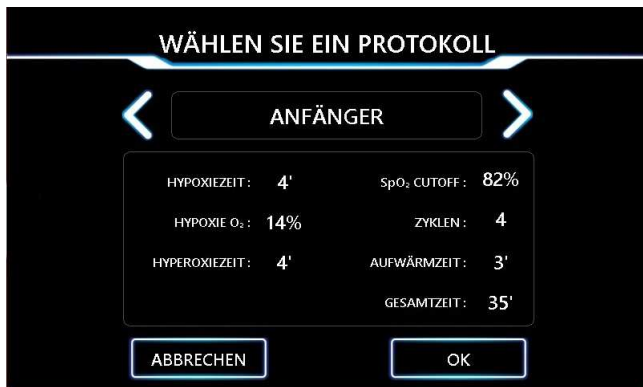 WÄHLEN SIE EIN PROTOKOLL
ANFÄNGER
HYPOXIEZEIT: 4'
SpO₂ CUTOFF: 82%
HYPOXIE O₂: 14%
ZYKLEN: 4
HYPEROXIEZEIT: 4'
AUFWÄRMZEIT: 3'
GESAMTZEIT: 35'
ABBRECHEN
OK